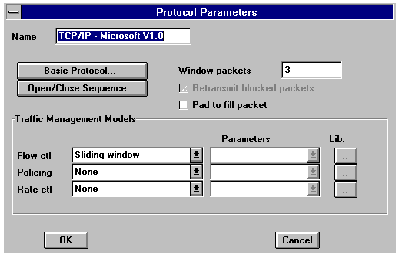 Protocol Parameters
Name TCP/IP - Microsoft V1.0
Basic Protocol... Window packets 3
Open/Close Sequence Retransmit blocked packets
Pad to fill packet
Traffic Management Models
Parameters Lib.
Flow ctl Sliding window ..
Policing None ..
Rate ctl None ..
OK Cancel